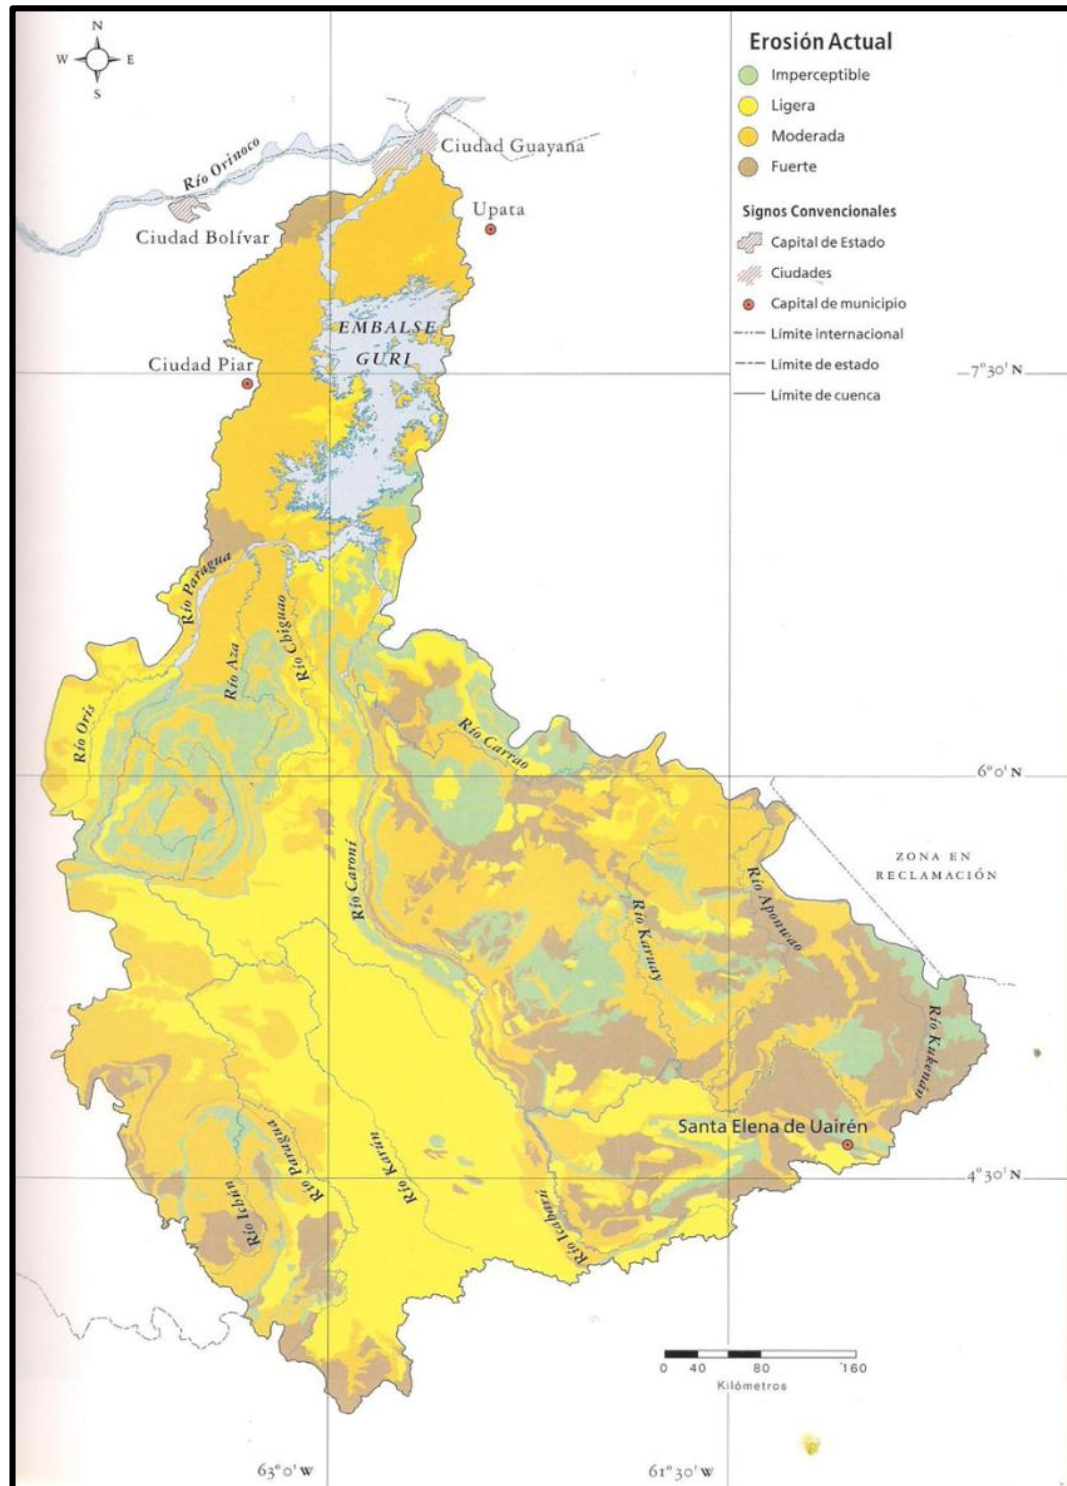 N
W E
S
Erosión Actual
Imperceptible
Ligera
Moderada
Fuerte
Signos Convencionales
Capital de Estado
Ciudades
Capital de municipio
Límite internacional
Límite de estado
Límite de cuenca
Río Orinoco
Ciudad Guayana
Upata
Ciudad Bolívar
EMBALSE
GURI
Ciudad Piar
7°30' N
Río Paragua
Río Aza
Río Chiguao
Río Oris
Río Carrao
6°0' N
ZONA EN
RECLAMACIÓN
Río Caroní
Río Karuay
Río Aponwao
Río Kukenán
Santa Elena de Uairén
4°30' N
Río Paragua
Río Ichún
Río Karún
Río Icabarú
0 40 80 160
Kilómetros
63°0' W
61°30' W